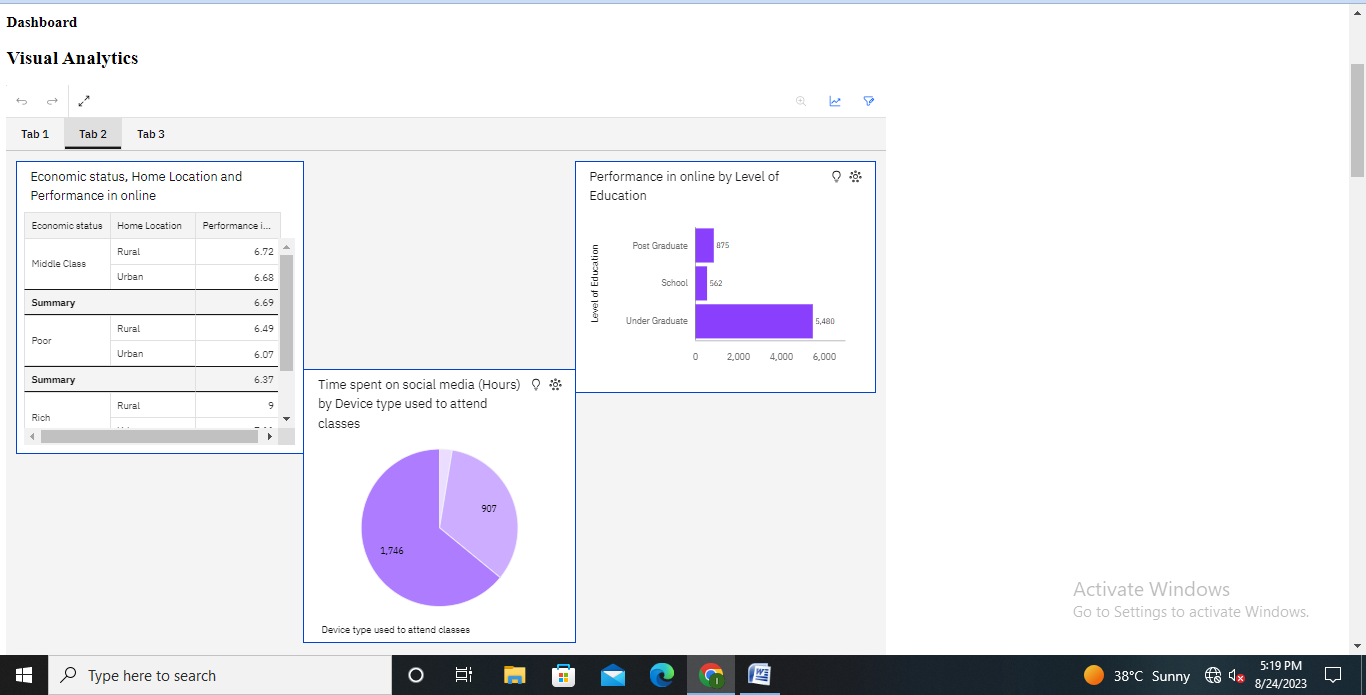 Dashboard
Visual Analytics
Tab 1 Tab 2 Tab 3
Economic status, Home Location and
Performance in online
Economic status Home Location Performance i...
Middle Class Rural 6.72
Urban 6.68
Summary 6.69
Poor Rural 6.49
Urban 6.07
Summary 6.37
Rich Rural 9
Time spent on social media (Hours)
by Device type used to attend
classes
907
1,746
Device type used to attend classes
Performance in online by Level of
Education
Level of Education
Post Graduate 875
School 562
Under Graduate 5,480
0 2,000 4,000 6,000
Activate Windows
Go to Settings to activate Windows.
Type here to search
38°C Sunny
5:19 PM
8/24/2023